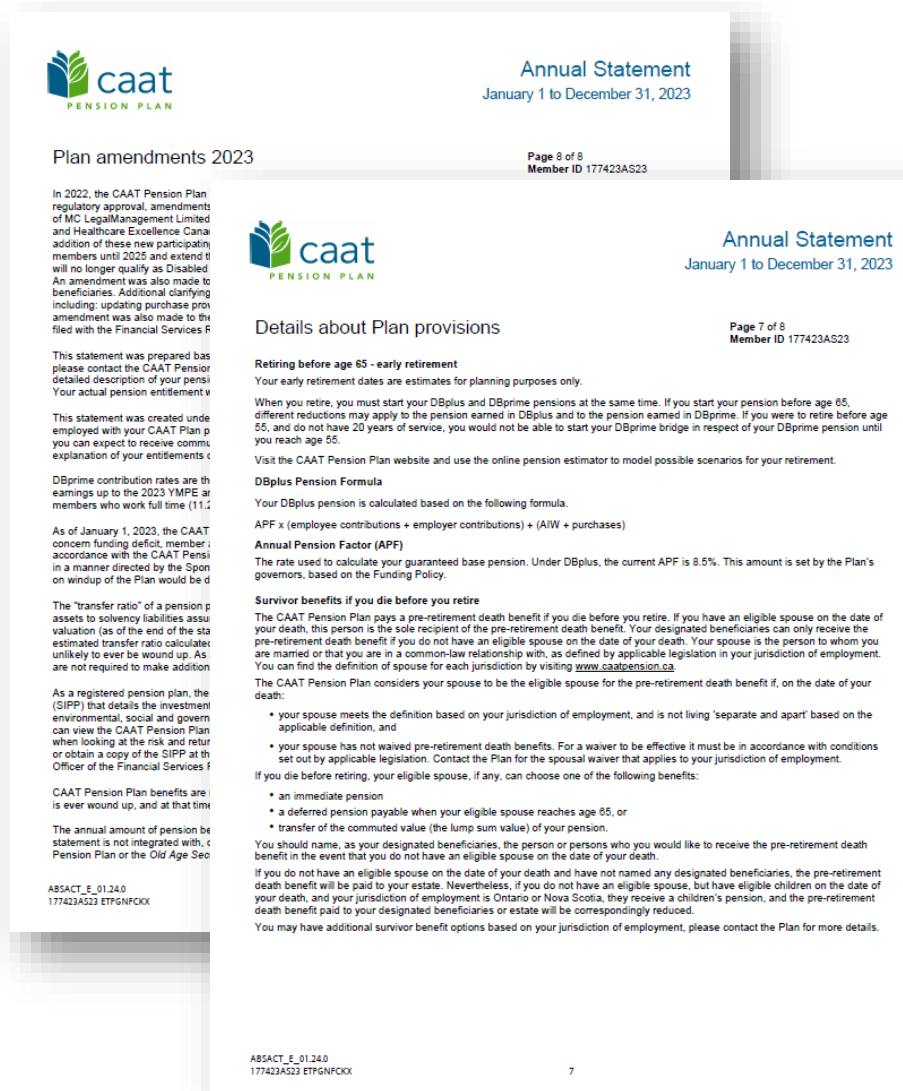 caat
PENSION PLAN
Annual Statement
January 1 to December 31, 2023
Plan amendments 2023
Page 8 of 8
Member ID 177423AS23
In 2022, the CAAT Pension Plan
regulatory approval, amendments
of MC LegalManagement Limited
and Healthcare Excellence Cana
addition of these new participating
members until 2025 and extend t
will no longer qualify as Disabled
An amendment was also made to
beneficiaries. Additional clarifying
including: updating purchase prov
amendment was also made to the
filed with the Financial Services R
This statement was prepared bas
please contact the CAAT Pension
detailed description of your pensi
Your actual pension entitlement w
This statement was created unde
employed with your CAAT Plan p
you can expect to receive commu
explanation of your entitlements o
DBprime contribution rates are th
earnings up to the 2023 YMPE an
members who work full time (11.2
As of January 1, 2023, the CAAT
concern funding deficit, member
accordance with the CAAT Pensi
in a manner directed by the Spon
on windup of the Plan would be d
The "transfer ratio" of a pension p
assets to solvency liabilities assu
valuation (as of the end of the sta
estimated transfer ratio calculated
unlikely to ever be wound up. As
are not required to make addition
As a registered pension plan, the
(SIPP) that details the investment
environmental, social and govern
can view the CAAT Pension Plan
when looking at the risk and retur
or obtain a copy of the SIPP at th
Officer of the Financial Services
CAAT Pension Plan benefits are
is ever wound up, and at that time
The annual amount of pension be
statement is not integrated with,
Pension Plan or the Old Age Sec
ABSACT_E_01.24.0
177423AS23 ETPGNFCKX
caat
PENSION PLAN
Annual Statement
January 1 to December 31, 2023
Details about Plan provisions
Page 7 of 8
Member ID 177423AS23
Retiring before age 65 - early retirement
Your early retirement dates are estimates for planning purposes only.
When you retire, you must start your DBplus and DBprime pensions at the same time. If you start your pension before age 65,
different reductions may apply to the pension earned in DBplus and to the pension earned in DBprime. If you were to retire before age
55, and do not have 20 years of service, you would not be able to start your DBprime bridge in respect of your DBprime pension until
you reach age 55.
Visit the CAAT Pension Plan website and use the online pension estimator to model possible scenarios for your retirement.
DBplus Pension Formula
Your DBplus pension is calculated based on the following formula.
APF x (employee contributions + employer contributions) + (AIW + purchases)
Annual Pension Factor (APF)
The rate used to calculate your guaranteed base pension. Under DBplus, the current APF is 8.5%. This amount is set by the Plan's
governors, based on the Funding Policy.
Survivor benefits if you die before you retire
The CAAT Pension Plan pays a pre-retirement death benefit if you die before you retire. If you have an eligible spouse on the date of
your death, this person is the sole recipient of the pre-retirement death benefit. Your designated beneficiaries can only receive the
pre-retirement death benefit if you do not have an eligible spouse on the date of your death. Your spouse is the person to whom you
are married or that you are in a common-law relationship with, as defined by applicable legislation in your jurisdiction of employment.
You can find the definition of spouse for each jurisdiction by visiting www.caatpension.ca.
The CAAT Pension Plan considers your spouse to be the eligible spouse for the pre-retirement death benefit if, on the date of your
death:
• your spouse meets the definition based on your jurisdiction of employment, and is not living 'separate and apart' based on the
applicable definition, and
• your spouse has not waived pre-retirement death benefits. For a waiver to be effective it must be in accordance with conditions
set out by applicable legislation. Contact the Plan for the spousal waiver that applies to your jurisdiction of employment.
If you die before retiring, your eligible spouse, if any, can choose one of the following benefits:
• an immediate pension
• a deferred pension payable when your eligible spouse reaches age 65, or
• transfer of the commuted value (the lump sum value) of your pension.
You should name, as your designated beneficiaries, the person or persons who you would like to receive the pre-retirement death
benefit in the event that you do not have an eligible spouse on the date of your death.
If you do not have an eligible spouse on the date of your death and have not named any designated beneficiaries, the pre-retirement
death benefit will be paid to your estate. Nevertheless, if you do not have an eligible spouse, but have eligible children on the date of
your death, and your jurisdiction of employment is Ontario or Nova Scotia, they receive a children's pension, and the pre-retirement
death benefit paid to your designated beneficiaries or estate will be correspondingly reduced.
You may have additional survivor benefit options based on your jurisdiction of employment, please contact the Plan for more details.
ABSACT_E_01.24.0
177423AS23 ETPGNFCKX
7